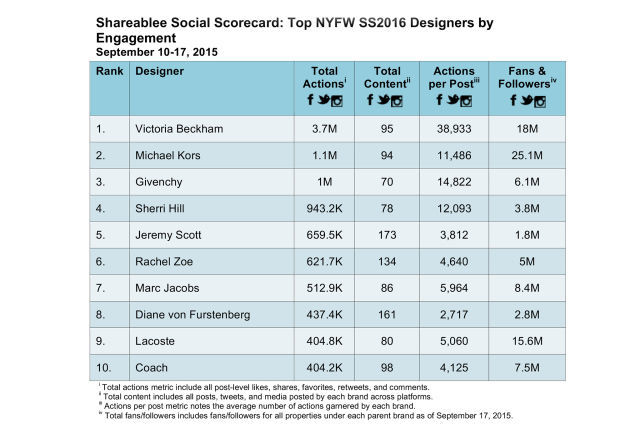 Shareablee Social Scorecard: Top NYFW SS2016 Designers by
Engagement
September 10-17, 2015
Rank Designer Total Actionsⁱ Total Contentⁱⁱ Actions per Postⁱⁱⁱ Fans & Followersⁱᵛ
1. Victoria Beckham 3.7M 95 38,933 18M
2. Michael Kors 1.1M 94 11,486 25.1M
3. Givenchy 1M 70 14,822 6.1M
4. Sherri Hill 943.2K 78 12,093 3.8M
5. Jeremy Scott 659.5K 173 3,812 1.8M
6. Rachel Zoe 621.7K 134 4,640 5M
7. Marc Jacobs 512.9K 86 5,964 8.4M
8. Diane von Furstenberg 437.4K 161 2,717 2.8M
9. Lacoste 404.8K 80 5,060 15.6M
10. Coach 404.2K 98 4,125 7.5M
ⁱ Total actions metric include all post-level likes, shares, favorites, retweets, and comments.
ⁱⁱ Total content includes all posts, tweets, and media posted by each brand across platforms.
ⁱⁱⁱ Actions per post metric notes the average number of actions garnered by each brand.
ⁱᵛ Total fans/followers includes fans/followers for all properties under each parent brand as of September 17, 2015.